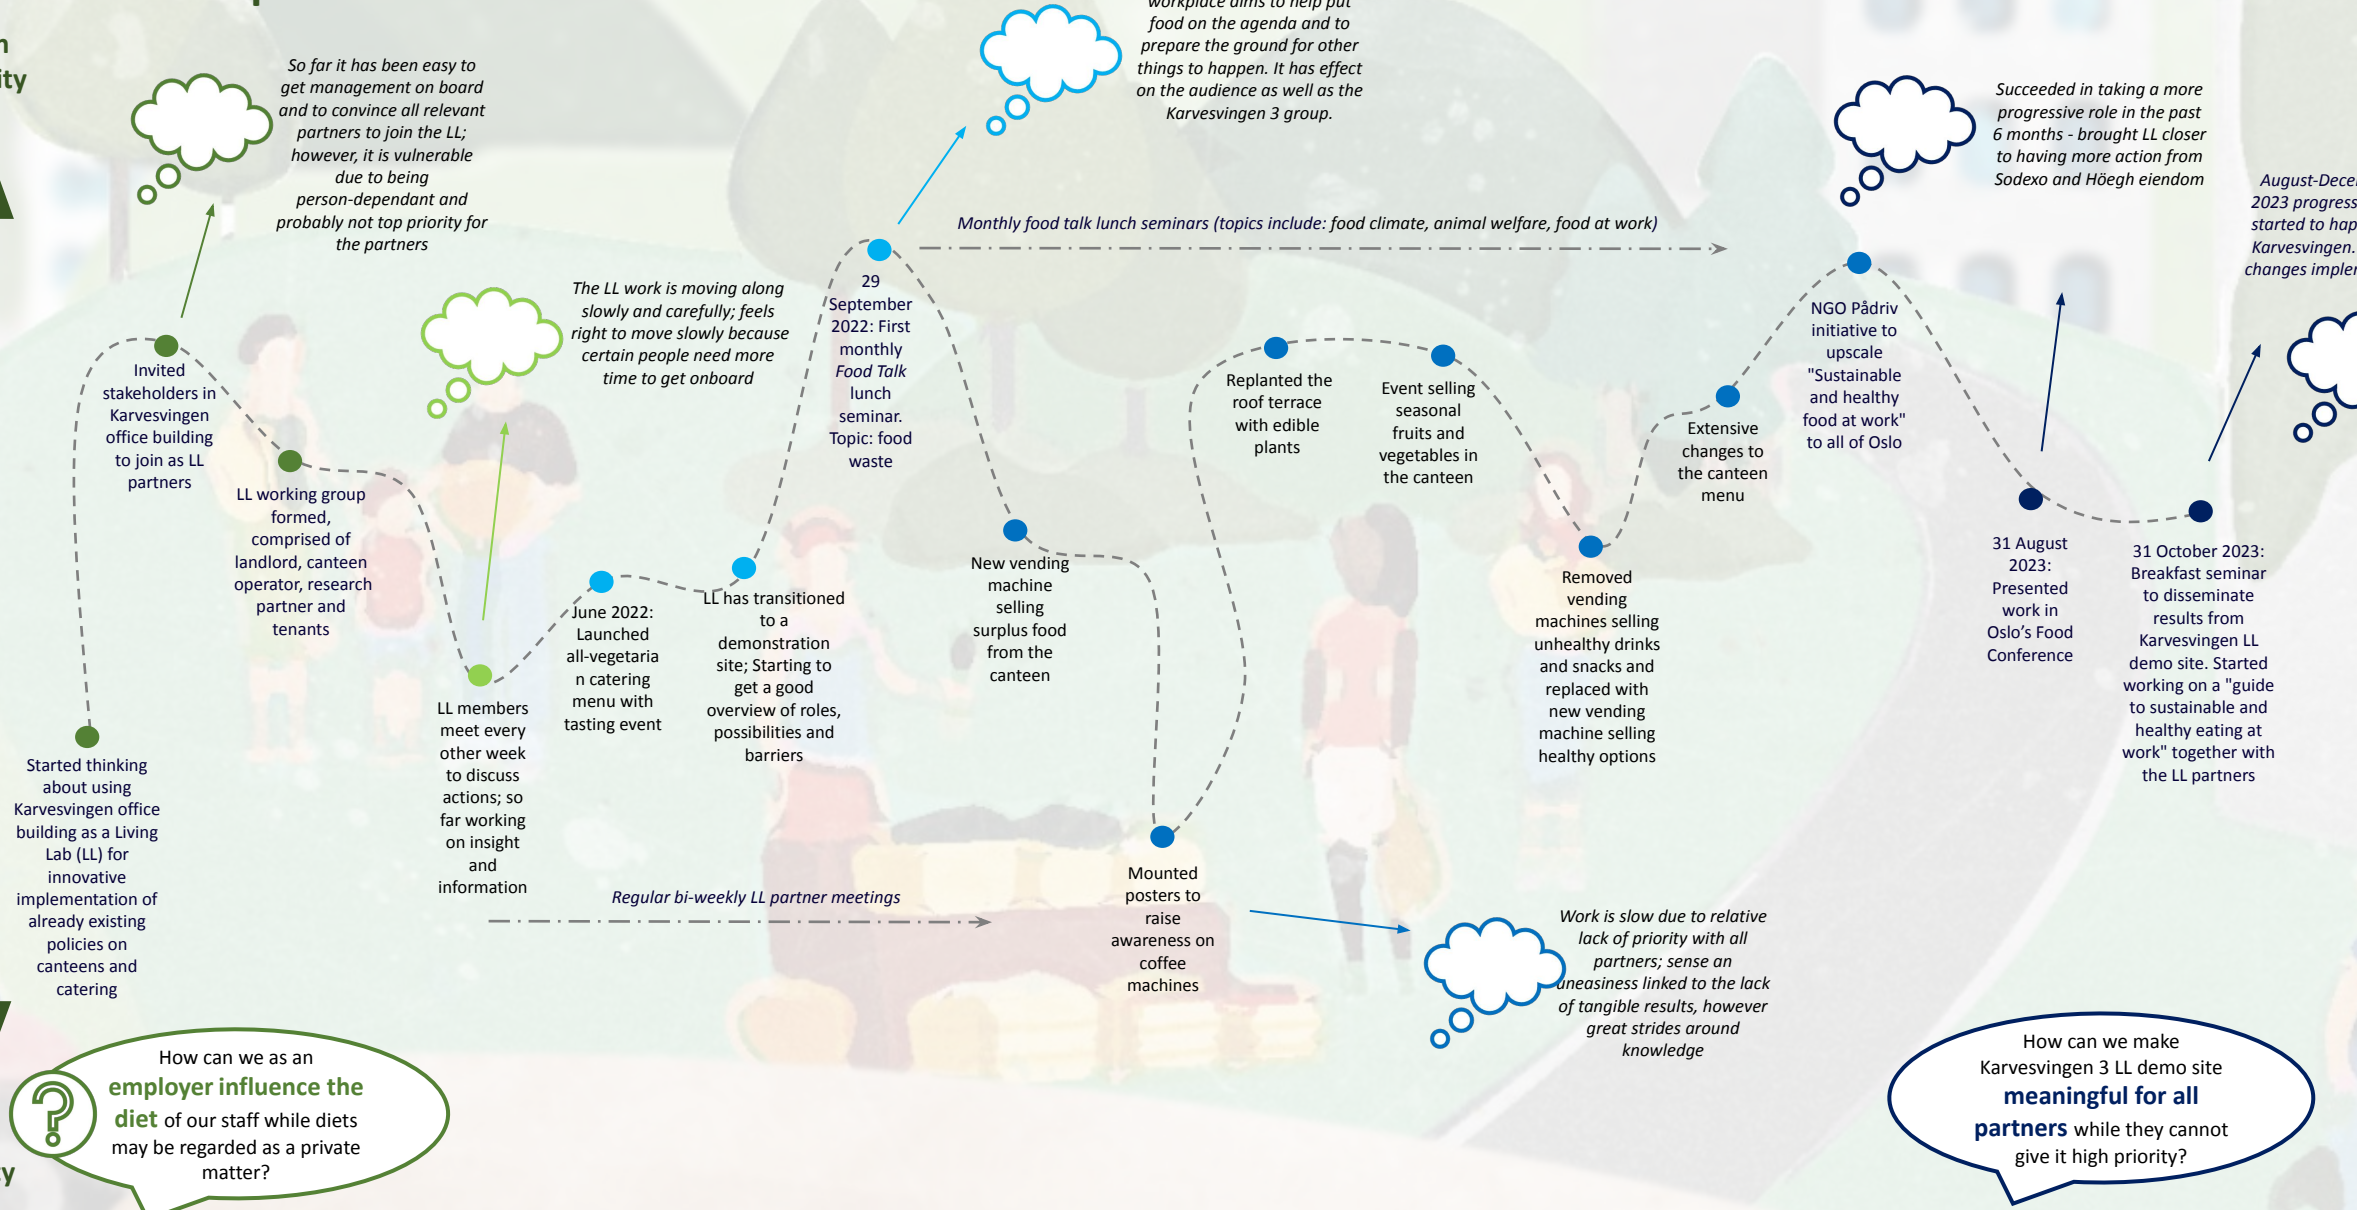 So far it has been easy to
get management on board
and to convince all relevant
partners to join the LL;
however, it is vulnerable
due to being
person-dependant and
probably not top priority for
the partners
The LL work is moving along
slowly and carefully; feels
right to move slowly because
certain people need more
time to get onboard
workplace aims to help put
food on the agenda and to
prepare the ground for other
things to happen. It has effect
on the audience as well as the
Karvesvingen 3 group.
Monthly food talk lunch seminars (topics include: food climate, animal welfare, food at work)
Succeeded in taking a more
progressive role in the past
6 months - brought LL closer
to having more action from
Sodexo and Höegh eiendom
2023 progress
started to
Karvesvingen.
changes
Started thinking
about using
Karvesvingen office
building as a Living
Lab (LL) for
innovative
implementation of
already existing
policies on
canteens and
catering
Invited
stakeholders in
Karvesvingen
office building
to join as LL
partners
LL working group
formed,
comprised of
landlord, canteen
operator, research
partner and
tenants
LL members
meet every
other week
to discuss
actions; so
far working
on insight
and
information
June 2022:
Launched
all-vegetaria
n catering
menu with
tasting event
LL has transitioned
to a
demonstration
site; Starting to
get a good
overview of roles,
possibilities and
barriers
29
September
2022: First
monthly
Food Talk
lunch
seminar.
Topic: food
waste
New vending
machine
selling
surplus food
from the
canteen
Regular bi-weekly LL partner meetings
Mounted
posters to
raise
awareness on
coffee
machines
Replanted the
roof terrace
with edible
plants
Event selling
seasonal
fruits and
vegetables in
the canteen
Removed
vending
machines selling
unhealthy drinks
and snacks and
replaced with
new vending
machine selling
healthy options
Extensive
changes to
the canteen
menu
NGO Pådriv
initiative to
upscale
"Sustainable
and healthy
food at work"
to all of Oslo
31 August
2023:
Presented
work in
Oslo's Food
Conference
31 October 2023:
Breakfast seminar
to disseminate
results from
Karvesvingen LL
demo site. Started
working on a "guide
to sustainable and
healthy eating at
work" together with
the LL partners
Work is slow due to relative
lack of priority with all
partners; sense an
uneasiness linked to the lack
of tangible results, however
great strides around
knowledge
How can we as an
employer influence the
diet of our staff while diets
may be regarded as a private
matter?
?
How can we make
Karvesvingen 3 LL demo site
meaningful for all
partners while they cannot
give it high priority?